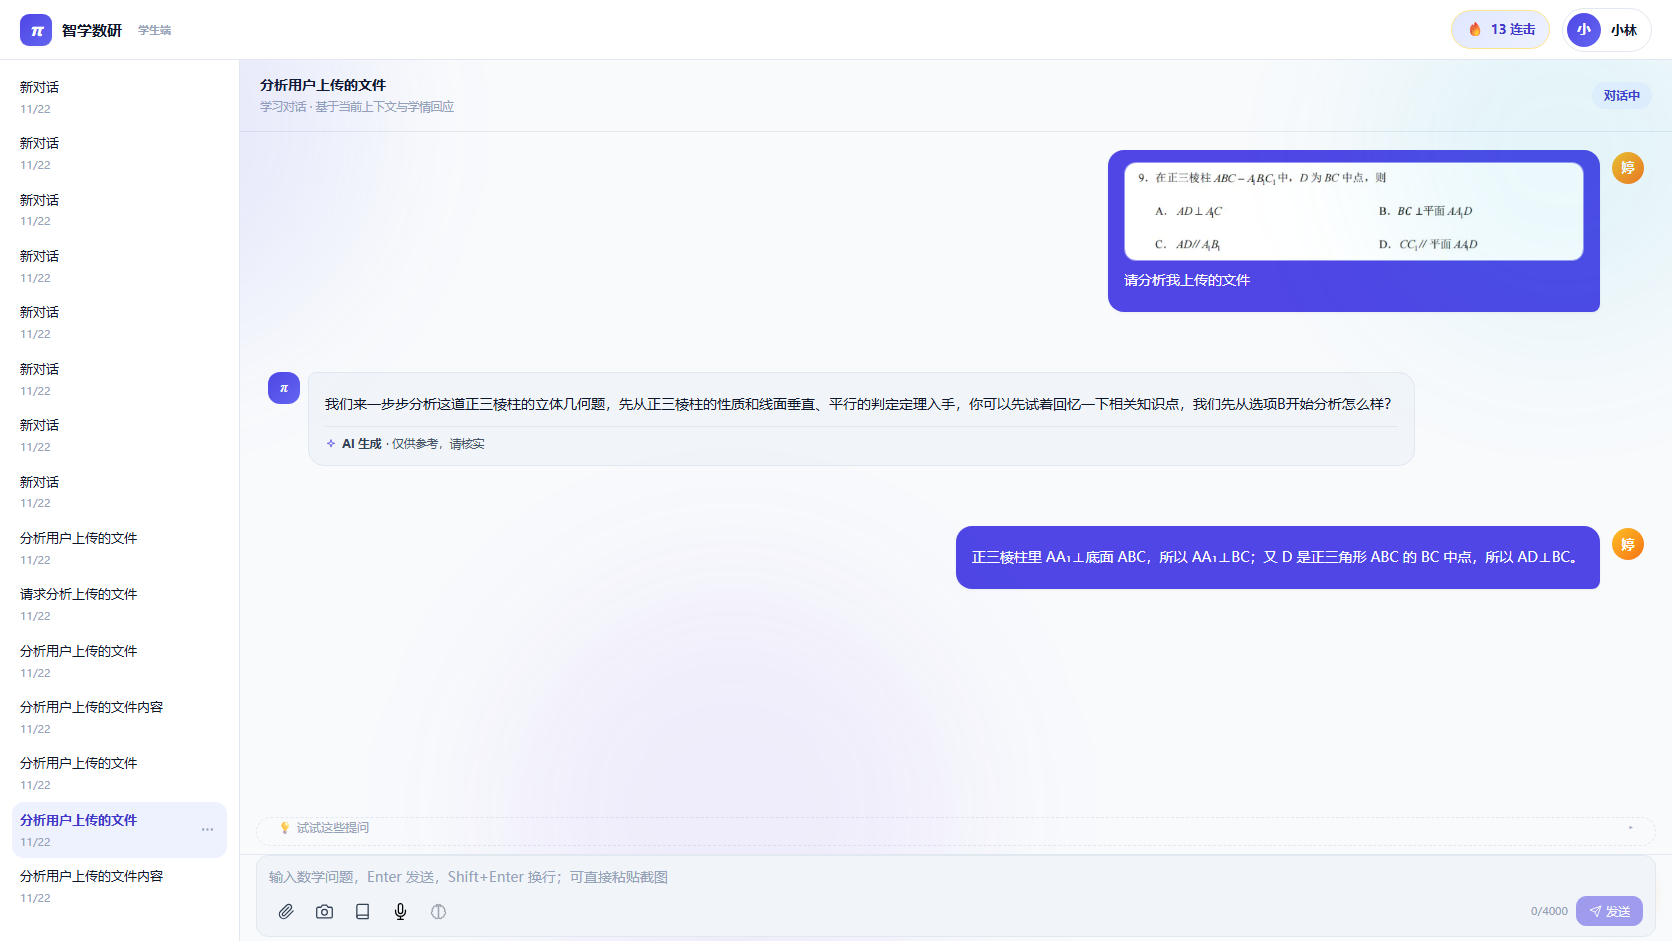 π 智学数研 学生端
🔥 13 连击
小 小林
新对话
11/22
新对话
11/22
新对话
11/22
新对话
11/22
新对话
11/22
新对话
11/22
新对话
11/22
新对话
11/22
分析用户上传的文件
11/22
请求分析上传的文件
11/22
分析用户上传的文件
11/22
分析用户上传的文件内容
11/22
分析用户上传的文件
11/22
分析用户上传的文件 ...
11/22
分析用户上传的文件内容
11/22
分析用户上传的文件
学习对话 · 基于当前上下文与学情回应
对话中
9. 在正三棱柱 ABC－A₁B₁C₁ 中，D 为 BC 中点，则
A. AD⊥A₁C B. BC⊥平面 AA₁D
C. AD//A₁B₁ D. CC₁// 平面 AA₁D
请分析我上传的文件
婷
π
我们来一步步分析这道正三棱柱的立体几何题，先从正三棱柱的性质和线面垂直、平行的判定定理入手，你可以先试着回忆一下相关知识点，我们先从选项B开始分析怎么样？
AI 生成 · 仅供参考，请核实
正三棱柱里 AA₁⊥底面 ABC，所以 AA₁⊥BC；又 D 是正三角形 ABC 的 BC 中点，所以 AD⊥BC。
婷
💡 试试这些提问
输入数学问题，Enter 发送，Shift+Enter 换行；可直接粘贴截图
0/4000 发送